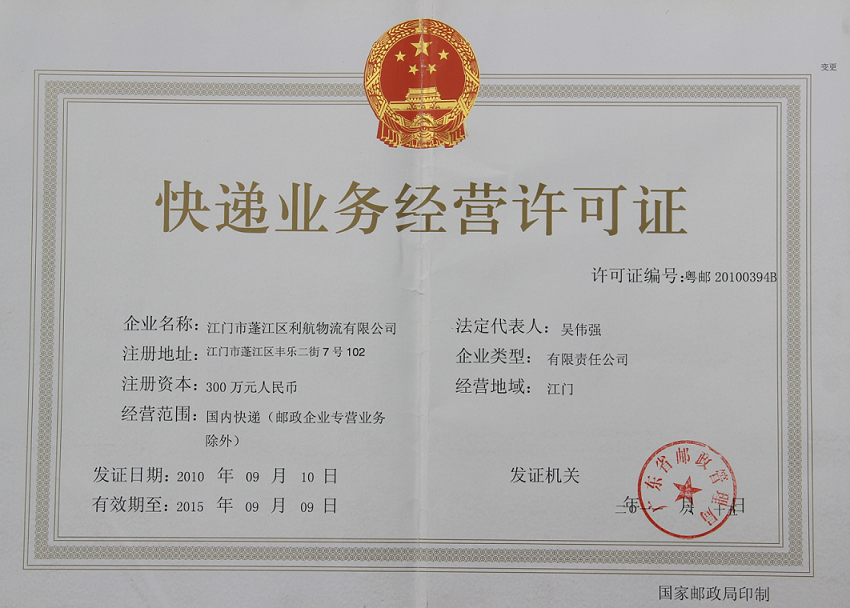 变更
快递业务经营许可证
许可证编号:粤邮 20100394B
企业名称: 江门市蓬江区利航物流有限公司
法定代表人: 吴伟强
注册地址: 江门市蓬江区丰乐二街 7 号 102
企业类型: 有限责任公司
注册资本: 300 万元人民币
经营地域: 江门
经营范围: 国内快递(邮政企业专营业务
除外)
发证日期: 2010 年 09 月 10 日
发证机关
有效期至: 2015 年 09 月 09 日
年 月 日
广东省邮政管理局
国家邮政局印制